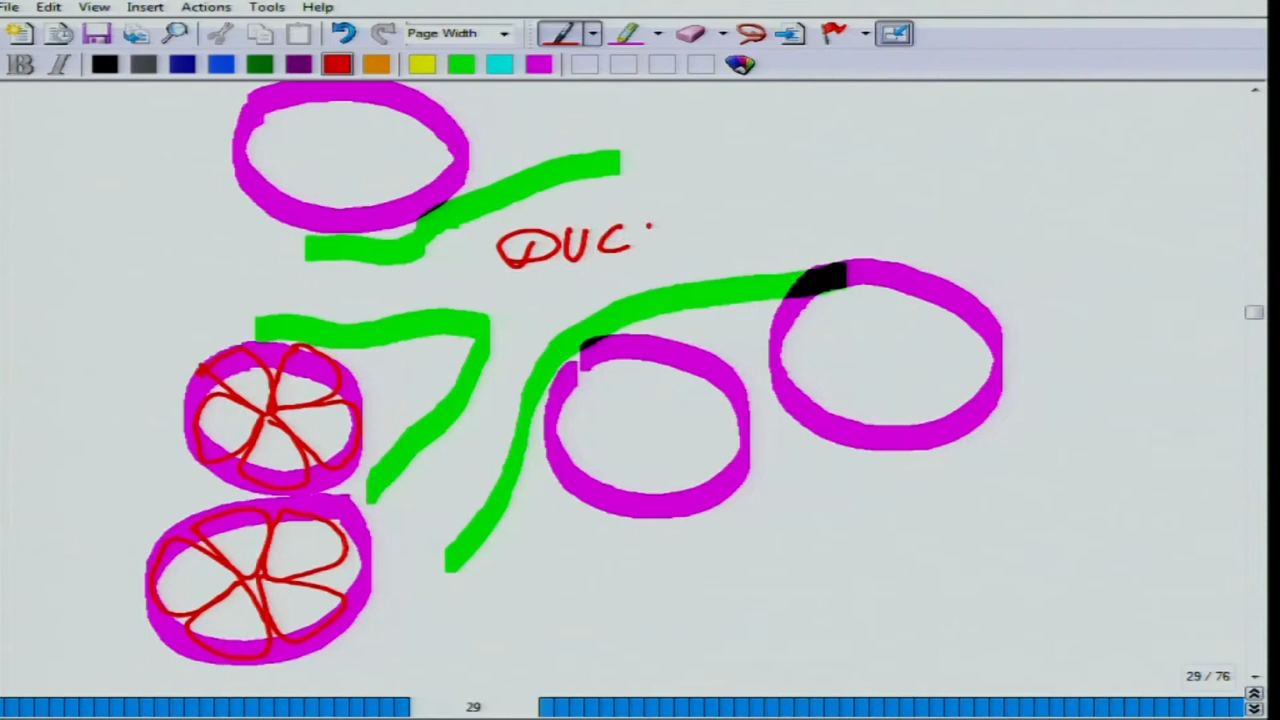 File Edit View Insert Actions Tools Help
Page Width
B I
DUC
29 / 76
29